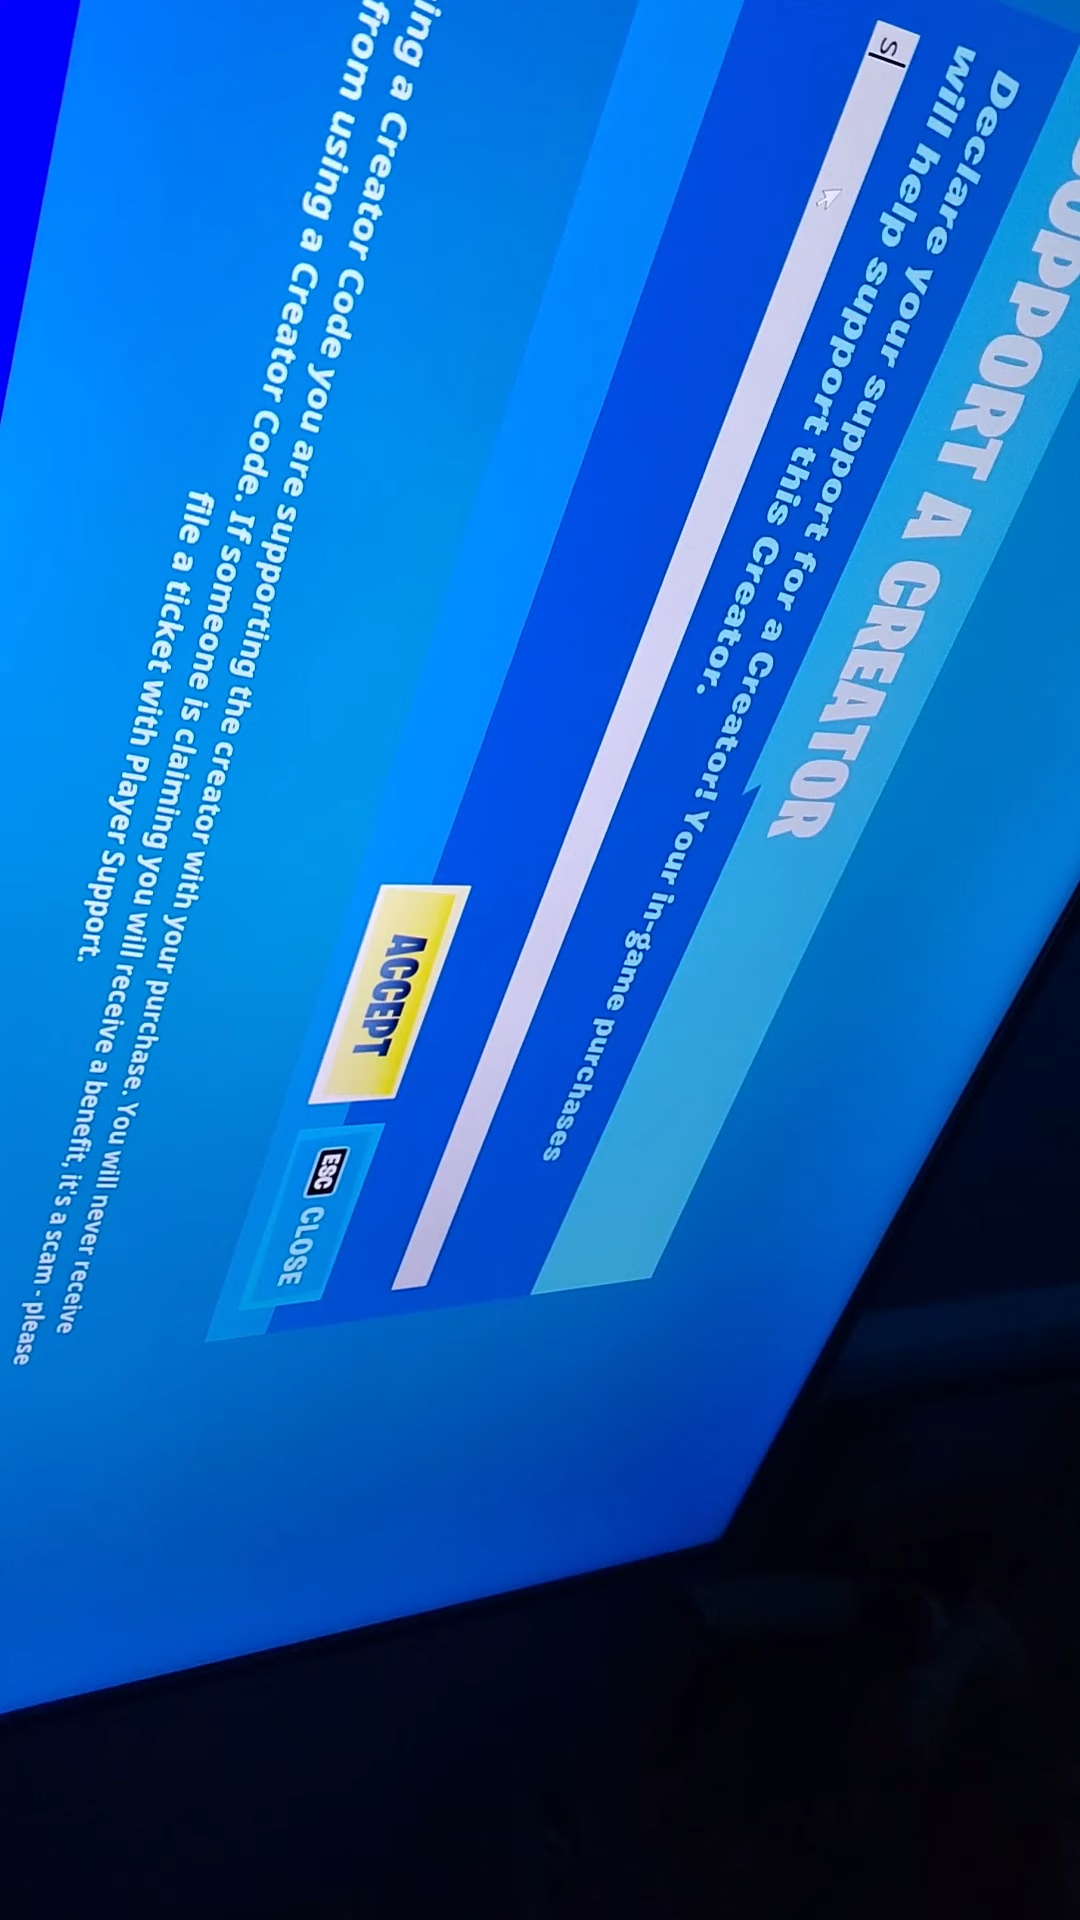 SUPPORT A CREATOR
Declare your support for a Creator! Your in-game purchases
will help support this Creator.
s
ACCEPT
ESC CLOSE
ing a Creator Code you are supporting the creator with your purchase. You will never receive
from using a Creator Code. If someone is claiming you will receive a benefit, it's a scam - please
file a ticket with Player Support.